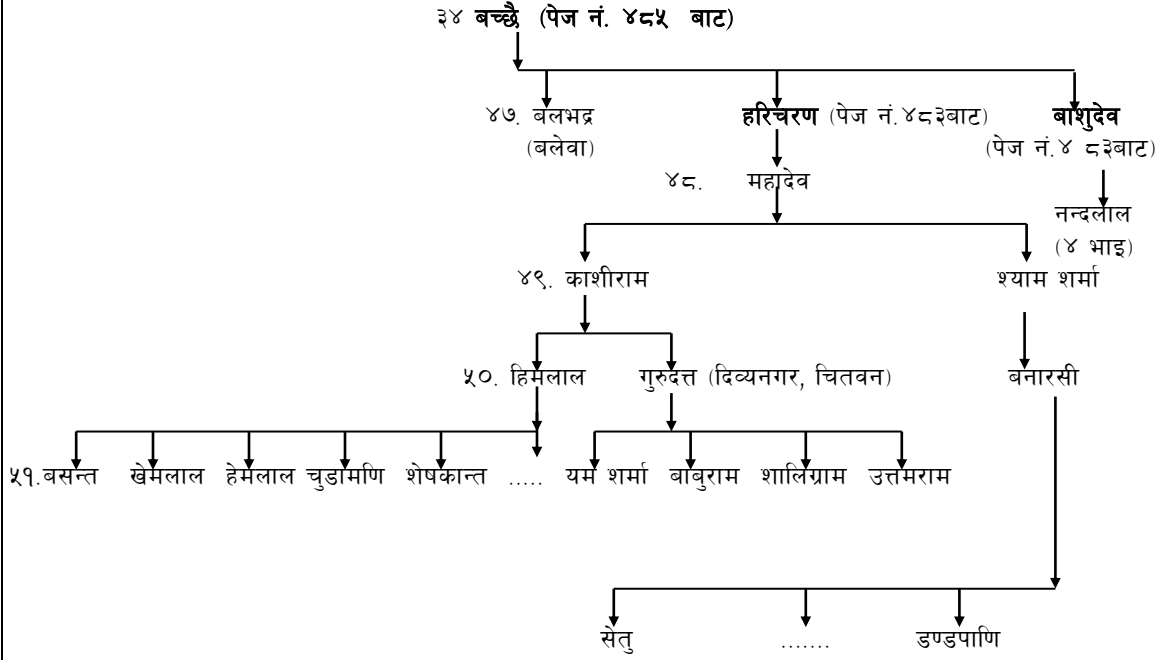 ३४ बच्छै (पेज नं. ४८५ बाट)
४७. बलभद्र हरिचरण (पेज नं.४८३बाट) बाशुदेव
(बलेवा) (पेज नं.४ ८३बाट)
४८. महादेव
नन्दलाल
(४ भाइ)
४९. काशीराम श्याम शर्मा
५०. हिमलाल गुरुदत्त (दिव्यनगर, चितवन) बनारसी
५१.बसन्त खेमलाल हेमलाल चुडामणि शेषकान्त ..... यम शर्मा बाबुराम शालिग्राम उत्तमराम
सेतु ....... डण्डपाणि